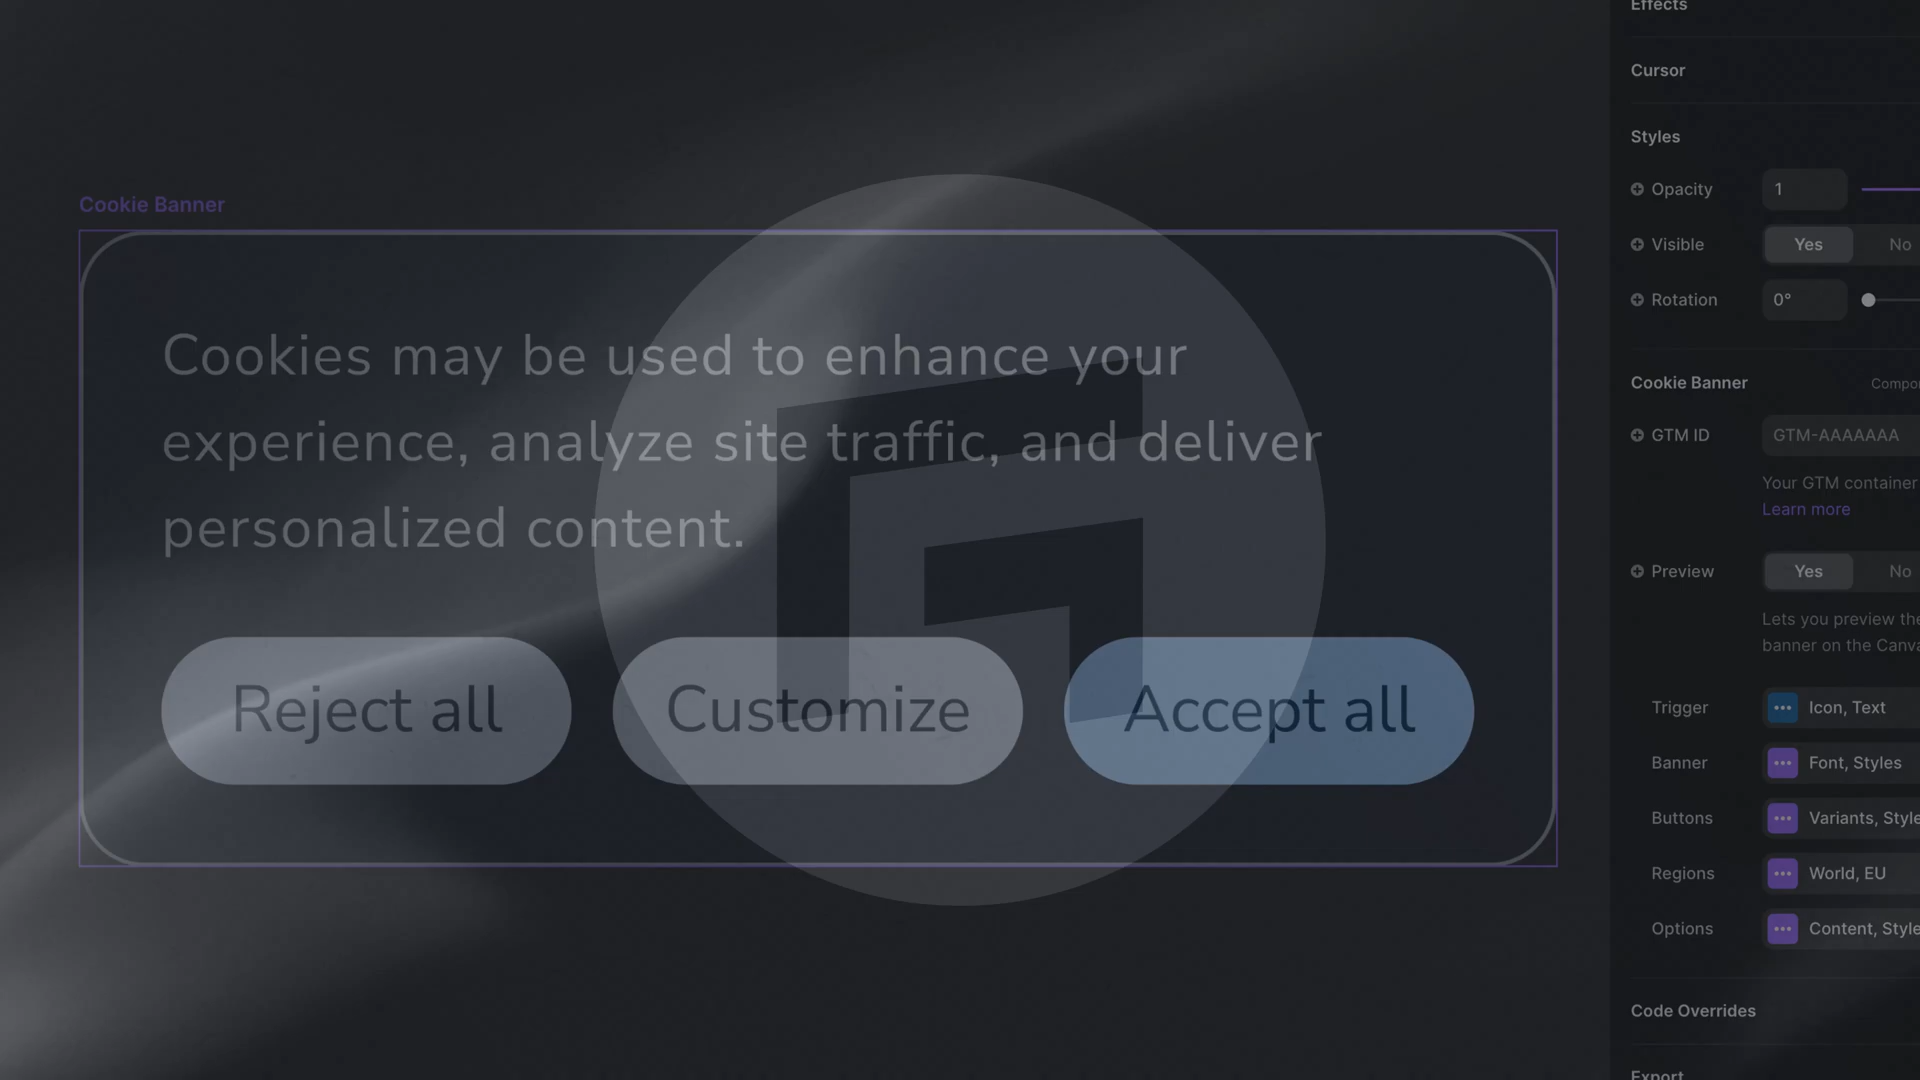 Cookie Banner
Cookies may be used to enhance your
experience, analyze site traffic, and deliver
personalized content.
Reject all
Customize
Accept all
Effects
Cursor
Styles
Opacity 1
Visible Yes No
Rotation 0°
Cookie Banner
GTM ID GTM-AAAAAAA
Your GTM container
Learn more
Preview Yes No
Lets you preview the
banner on the
Trigger Icon, Text
Banner Font, Styles
Buttons Variants,
Regions World, EU
Options Content,
Code Overrides
Export